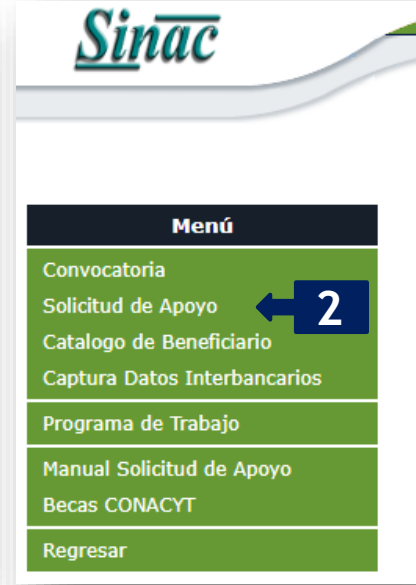 Sinac
Menú
Convocatoria
Solicitud de Apoyo
2
Catalogo de Beneficiario
Captura Datos Interbancarios
Programa de Trabajo
Manual Solicitud de Apoyo
Becas CONACYT
Regresar